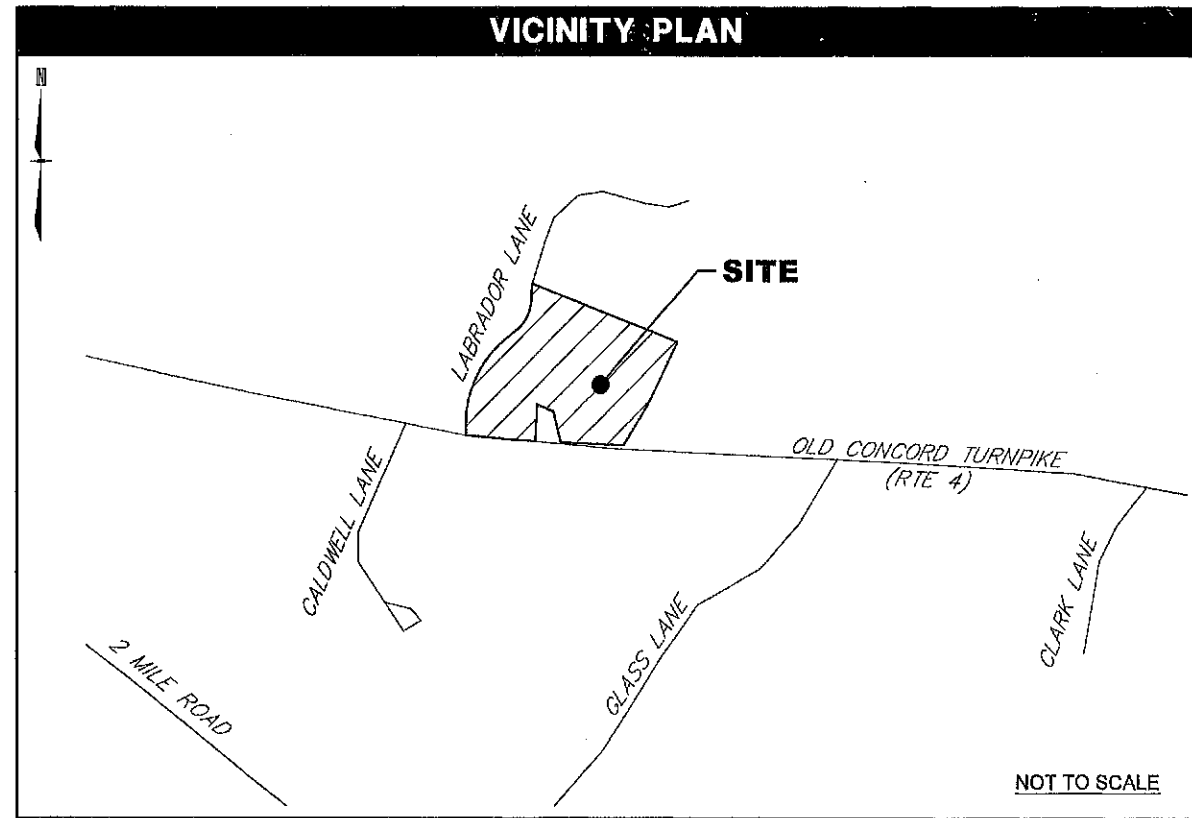 VICINITY PLAN
N
LABRADOR LANE
SITE
OLD CONCORD TURNPIKE
(RTE 4)
CALDWELL LANE
GLASS LANE
CLARK LANE
2 MILE ROAD
NOT TO SCALE